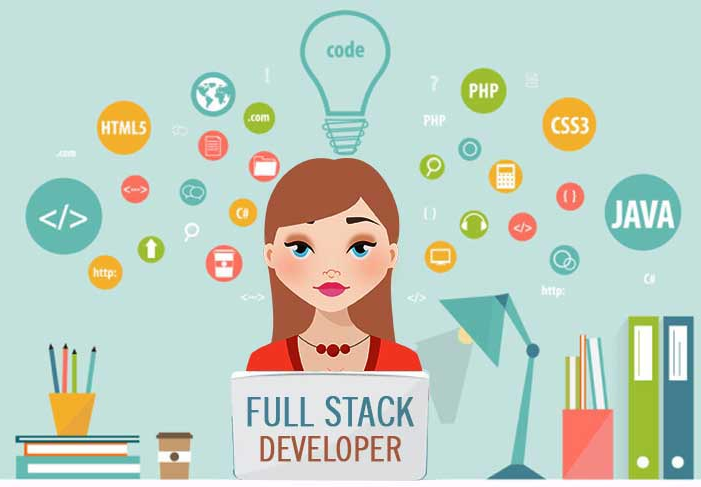 code
PHP
.com
HTML5
PHP
CSS3
.com
<-->
{ }
</>
C#
( )
</>
JAVA
http:
C#
<-->
</>
http:
FULL STACK
DEVELOPER